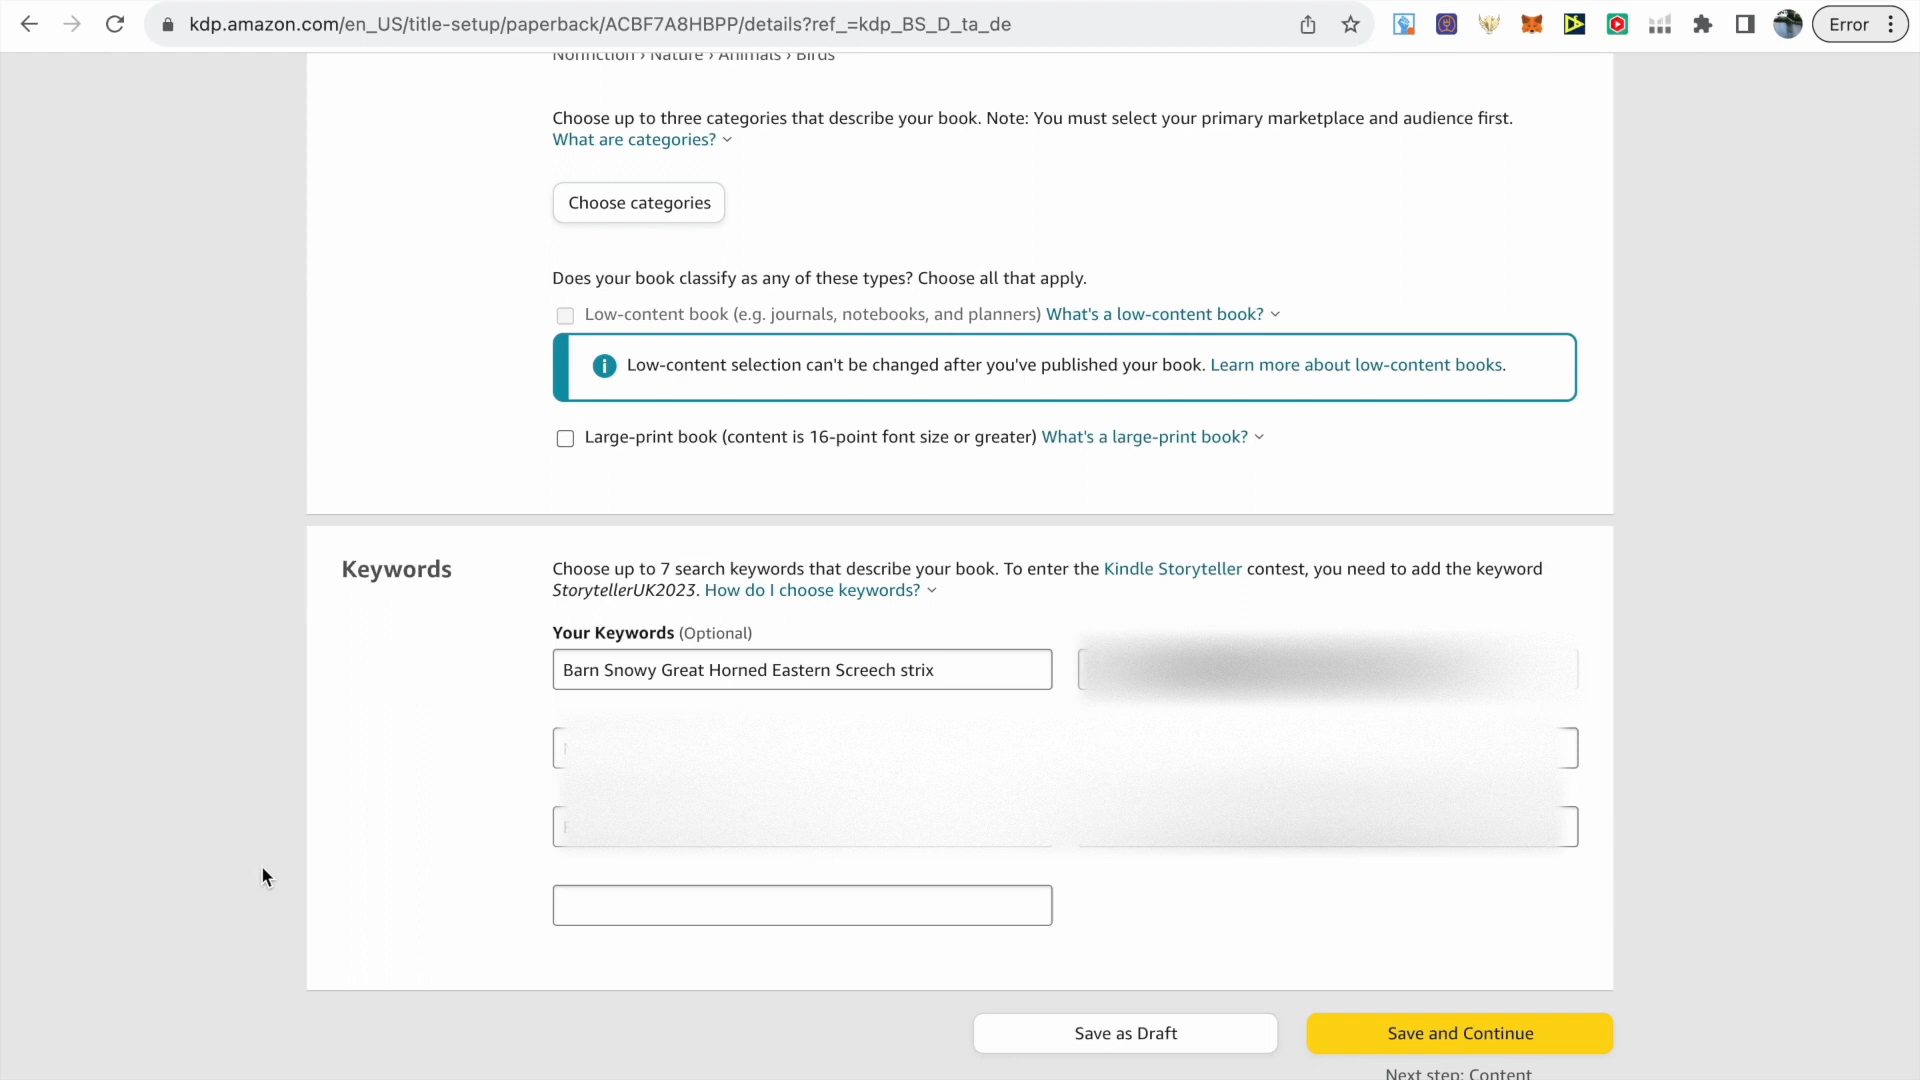 kdp.amazon.com/en_US/title-setup/paperback/ACBF7A8HBPP/details?ref_=kdp_BS_D_ta_de
Error
Nonfiction › Nature › Animals › Birds
Choose up to three categories that describe your book. Note: You must select your primary marketplace and audience first.
What are categories?
Choose categories
Does your book classify as any of these types? Choose all that apply.
Low-content book (e.g. journals, notebooks, and planners) What's a low-content book?
Low-content selection can't be changed after you've published your book. Learn more about low-content books.
Large-print book (content is 16-point font size or greater) What's a large-print book?
Keywords
Choose up to 7 search keywords that describe your book. To enter the Kindle Storyteller contest, you need to add the keyword
StorytellerUK2023. How do I choose keywords?
Your Keywords (Optional)
Barn Snowy Great Horned Eastern Screech strix
Save as Draft
Save and Continue
Next step: Content